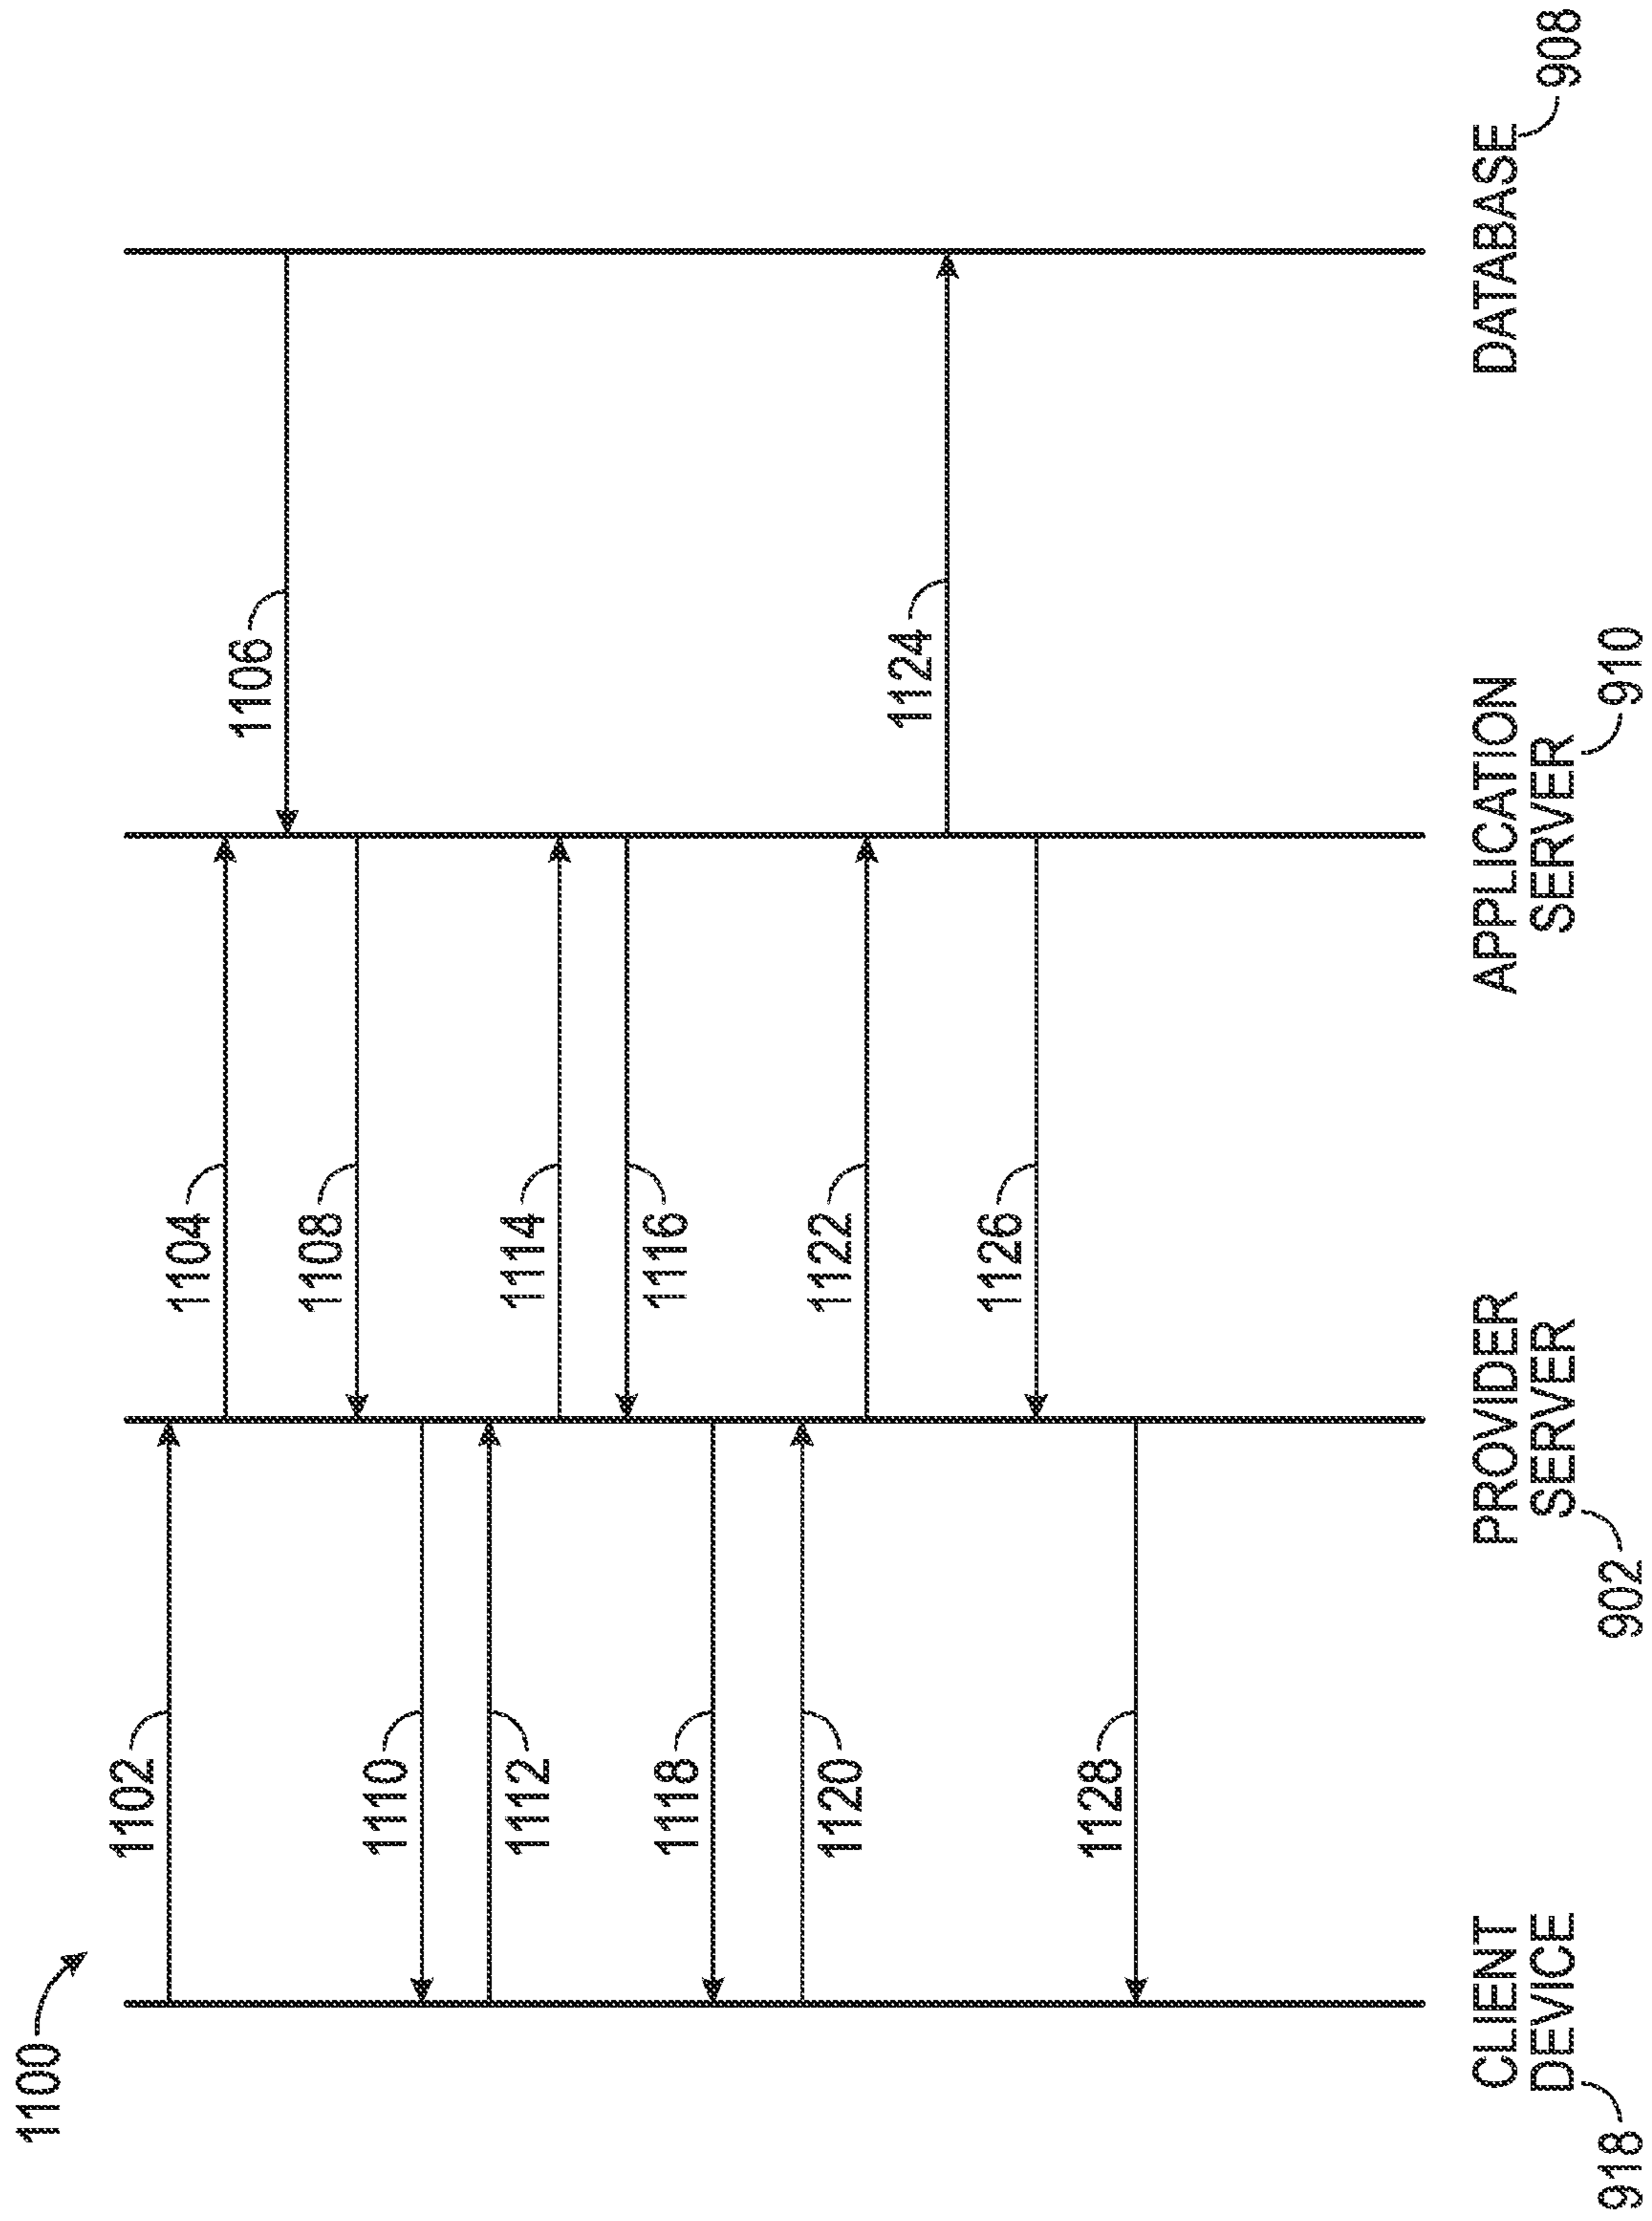 1100
1102
1104
1106
1108
1110
1112
1114
1116
1118
1120
1122
1124
1126
1128
CLIENT
DEVICE
918
PROVIDER
SERVER
902
APPLICATION
SERVER
910
DATABASE
908